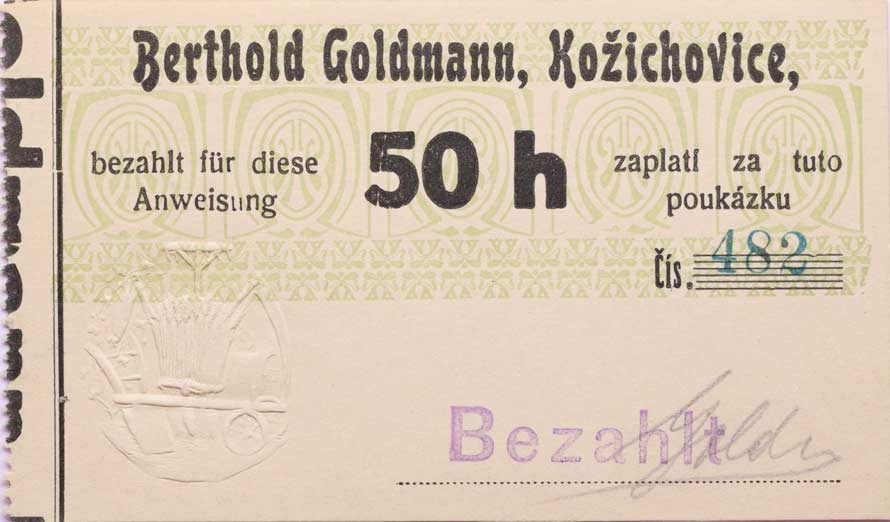 Berthold Goldmann, Kožichovice,
bezahlt für diese
Anweisung
50 h
zaplatí za tuto
poukázku
Čís. 482
Bezahlt